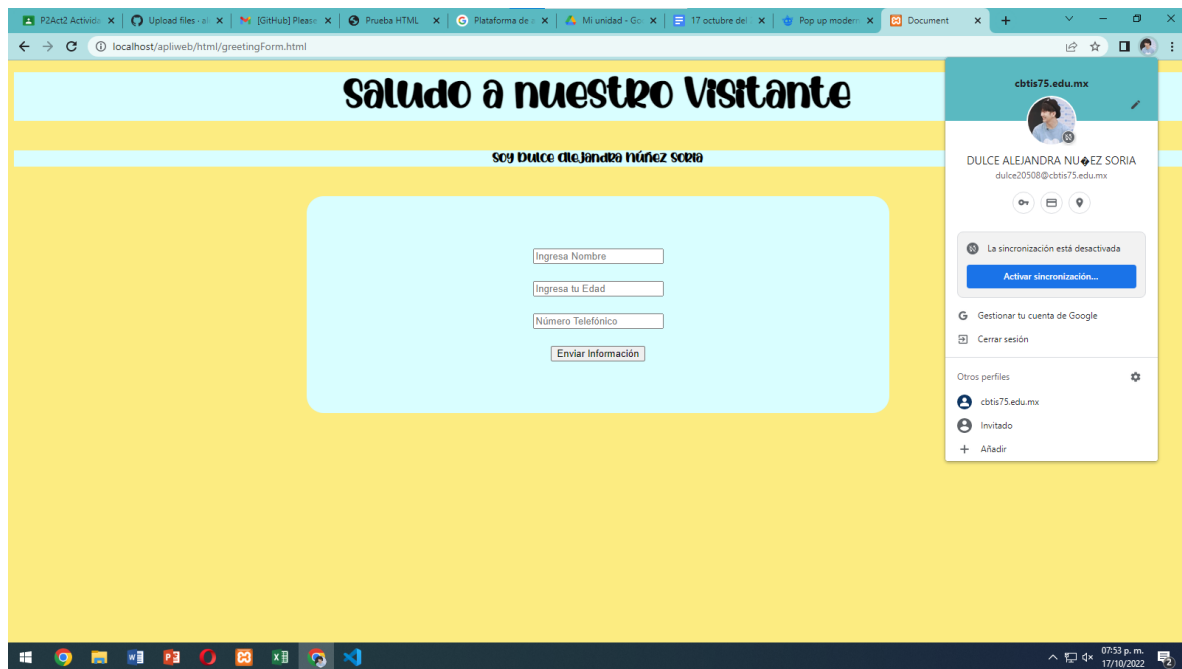 P2Act2 Activida
Upload files · al
[GitHub] Please
Prueba HTML
Plataforma de a
Mi unidad - Go
17 octubre del
Pop up modern
Document
localhost/apliweb/html/greetingForm.html
Saludo a nuestro Visitante
Soy Dulce Alejandra Núñez Soria
Ingresa Nombre
Ingresa tu Edad
Número Telefónico
Enviar Información
cbtis75.edu.mx
DULCE ALEJANDRA NU�EZ SORIA
dulce20508@cbtis75.edu.mx
La sincronización está desactivada
Activar sincronización...
Gestionar tu cuenta de Google
Cerrar sesión
Otros perfiles
cbtis75.edu.mx
Invitado
Añadir
07:53 p. m.
17/10/2022
2